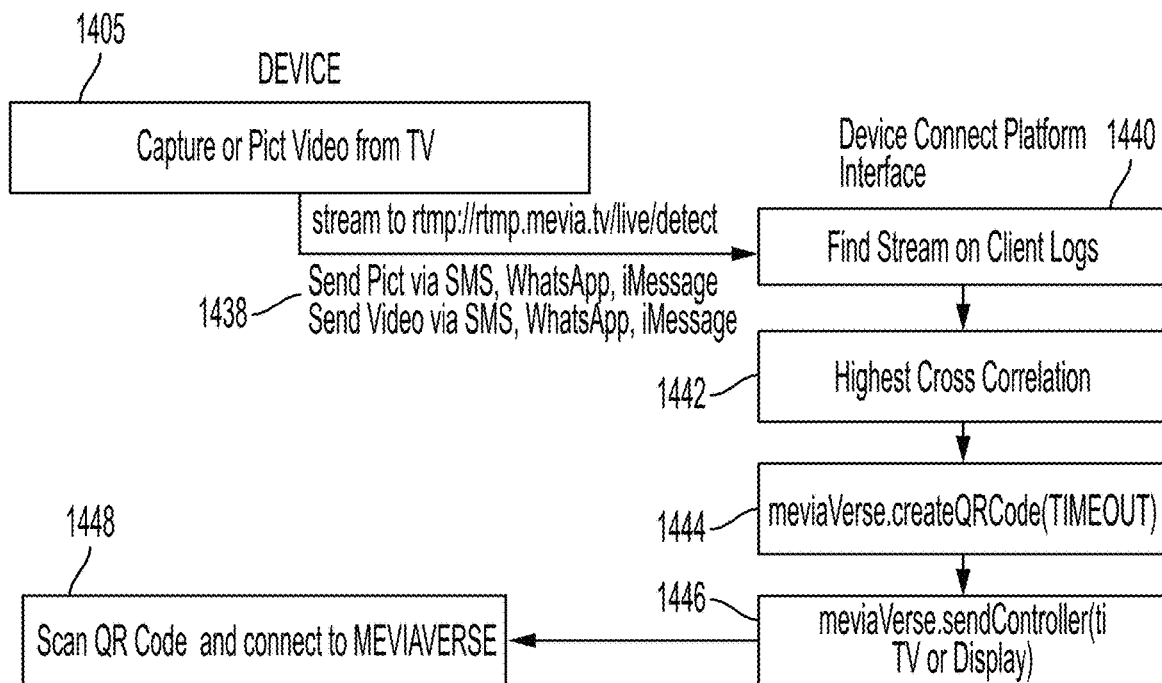 1405
DEVICE
Capture or Pict Video from TV
Device Connect Platform
Interface
1440
stream to rtmp://rtmp.mevia.tv/live/detect
Find Stream on Client Logs
Send Pict via SMS, WhatsApp, iMessage
1438
Send Video via SMS, WhatsApp, iMessage
1442
Highest Cross Correlation
1444
meviaVerse.createQRCode(TIMEOUT)
1448
1446
Scan QR Code and connect to MEVIAVERSE
meviaVerse.sendController(ti
TV or Display)